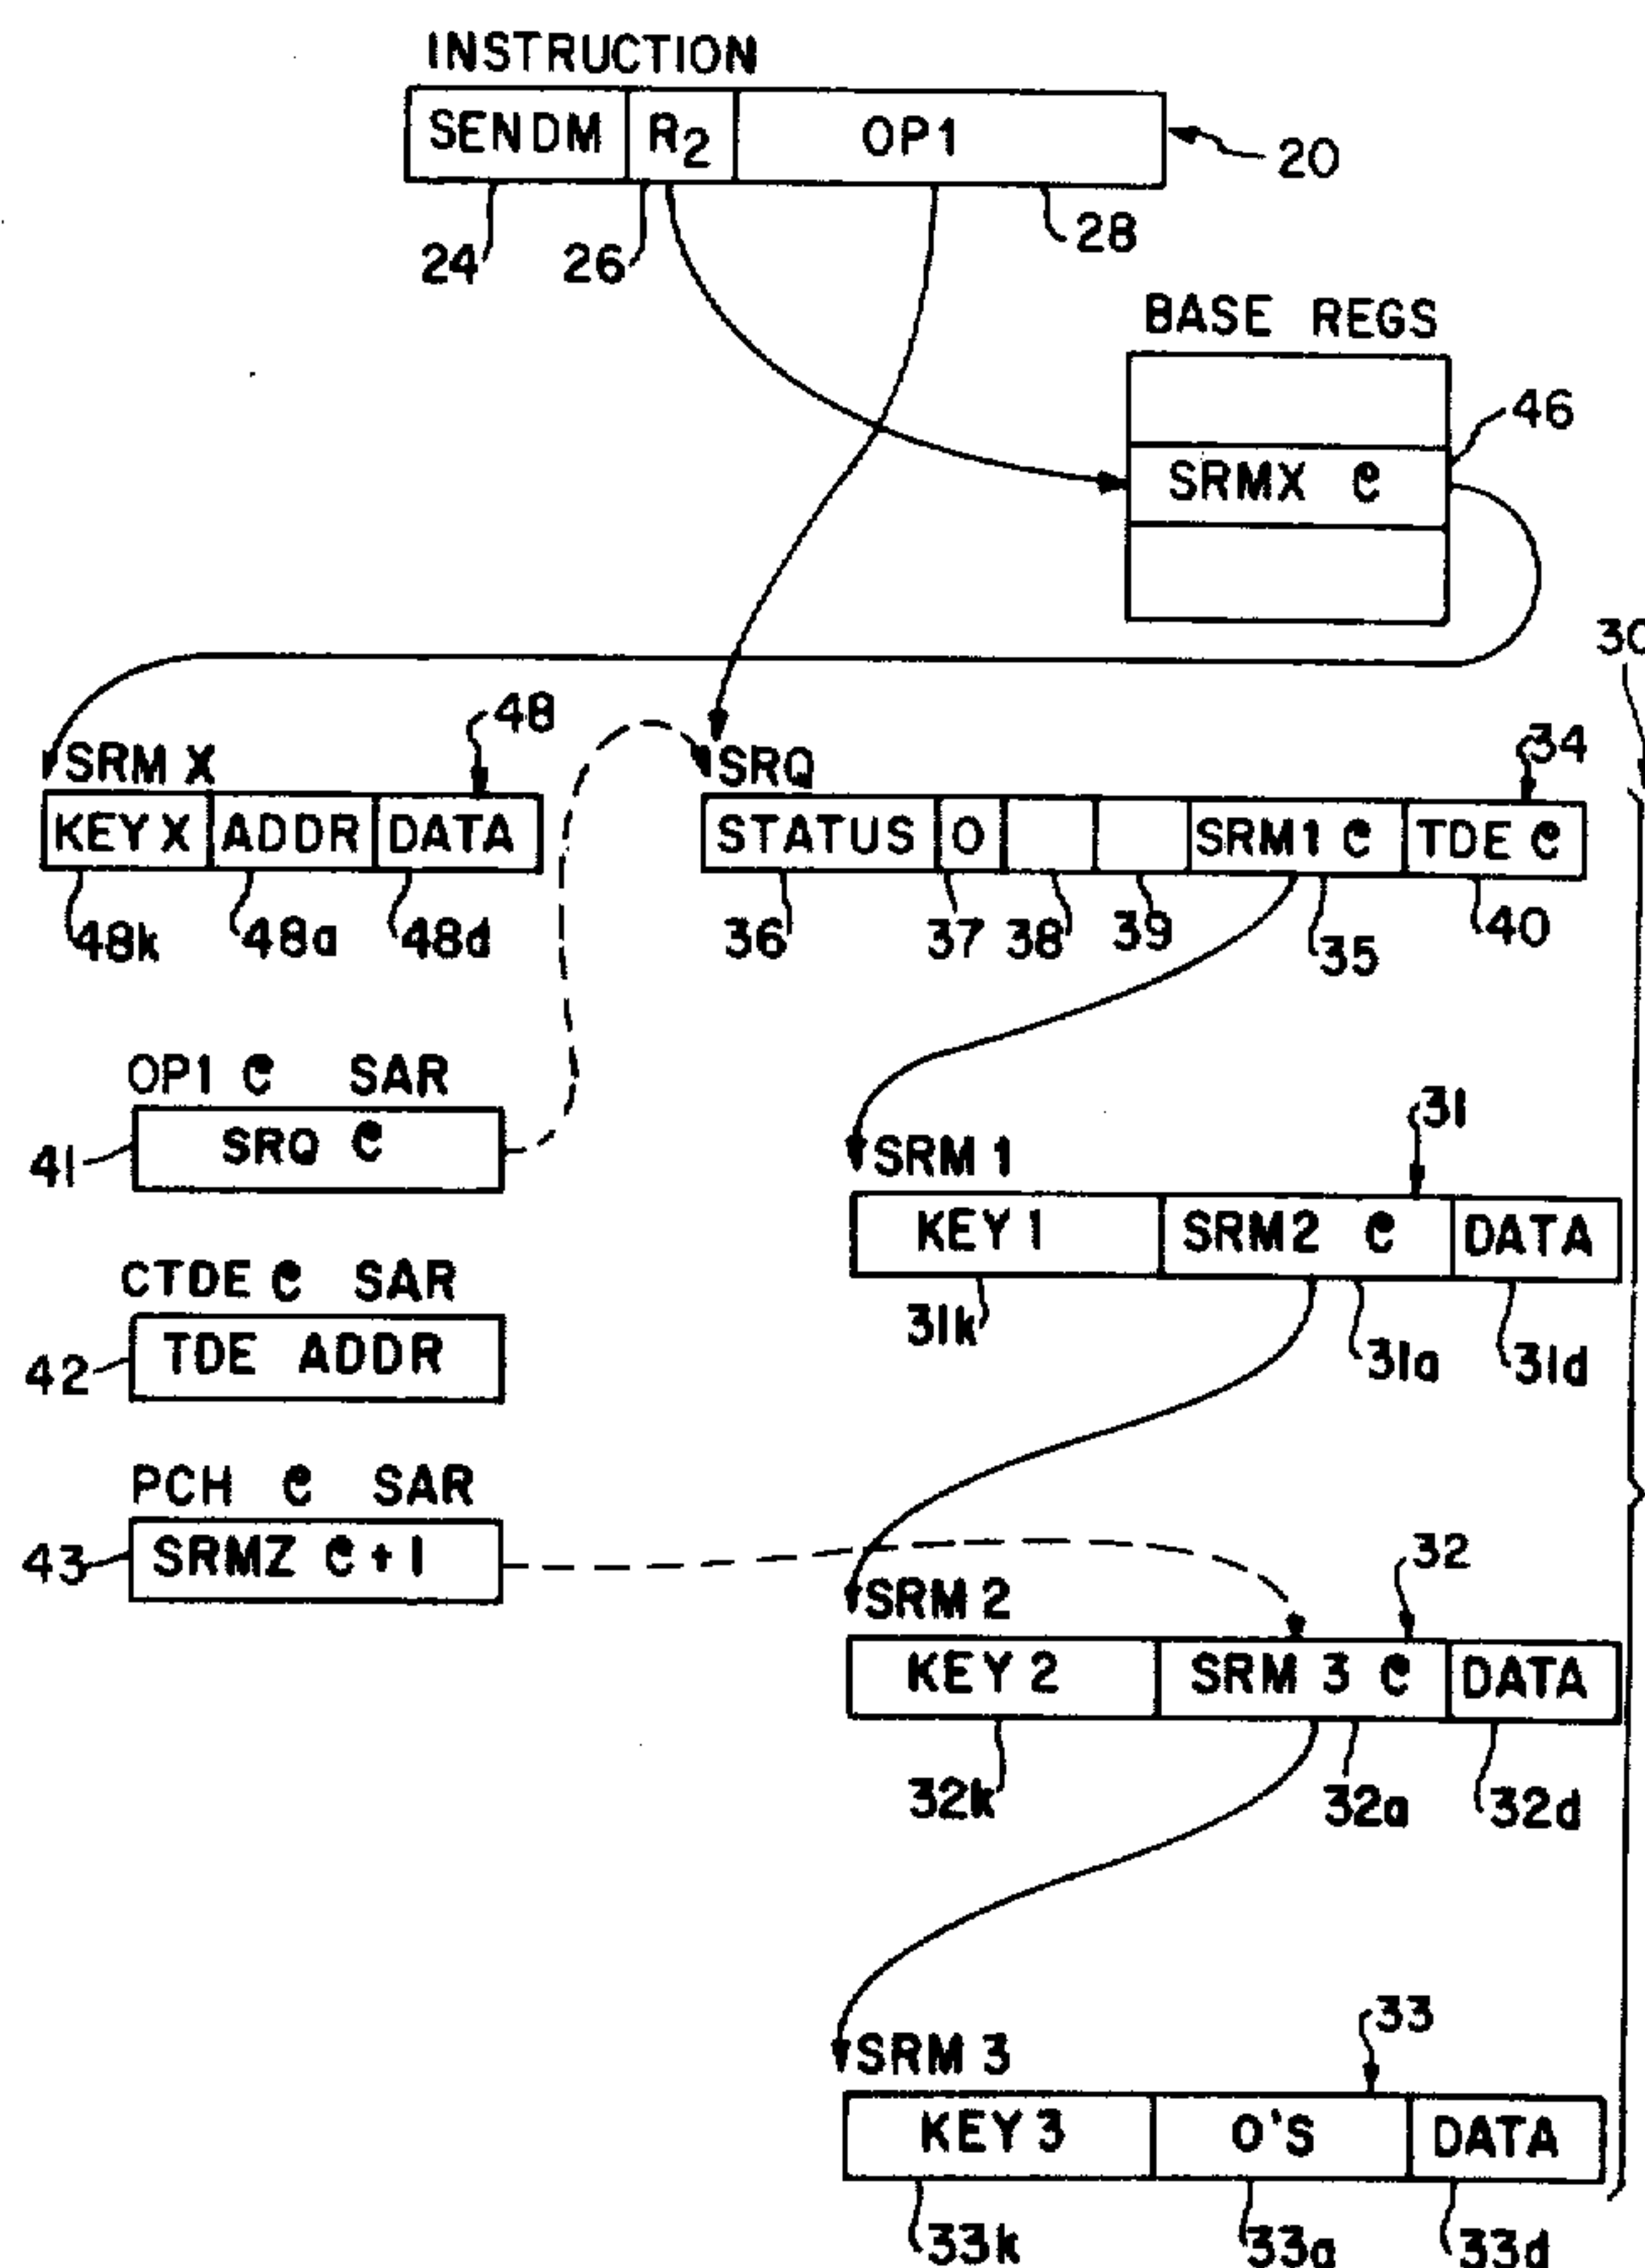 INSTRUCTION
SENDM R2 OP1
20
24 26 28
BASE REGS
46
SRMX @
30
48
34
SRM X
SRQ
KEYX ADDR DATA
STATUS 0 SRM1 @ TDE @
48k 48a 48d
36 37 38 39 35 40
OP1 @ SAR
SRQ @
41
31
SRM 1
KEY 1 SRM2 @ DATA
31k 31a 31d
CTDE @ SAR
TDE ADDR
42
PCH @ SAR
SRMZ @+1
43
32
SRM 2
KEY 2 SRM 3 @ DATA
32k 32a 32d
33
SRM 3
KEY 3 0'S DATA
33k 33a 33d